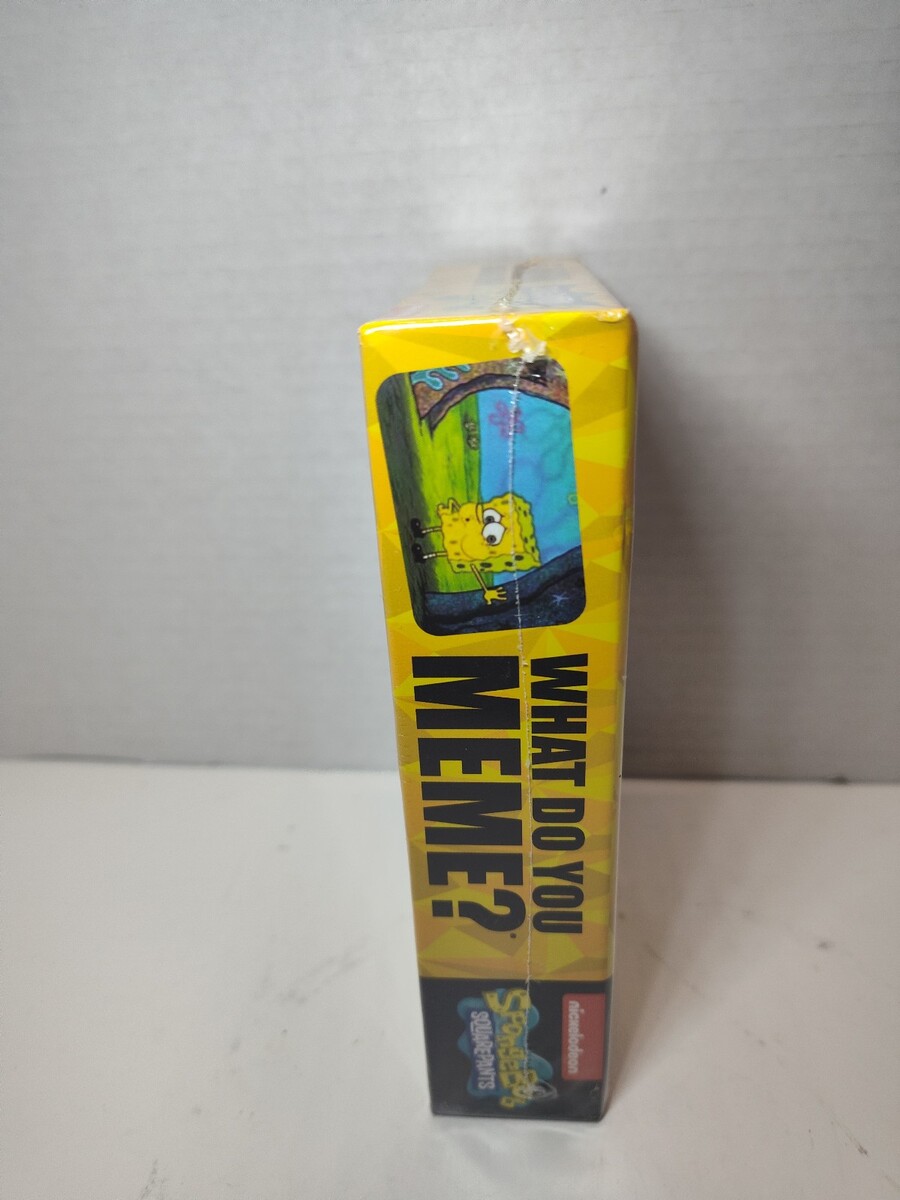 WHAT DO YOU
MEME?
nickelodeon
SPONGEBOB
SQUAREPANTS